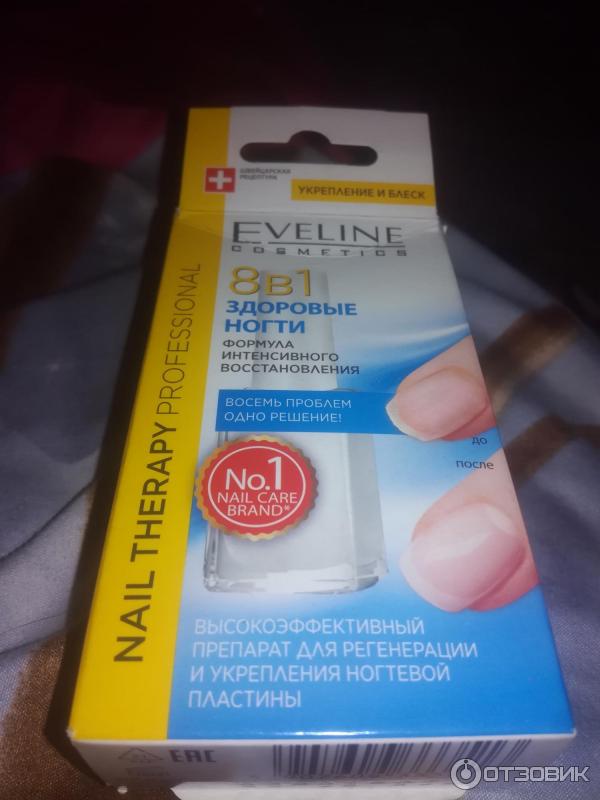 ШВЕЙЦАРСКАЯ
РЕЦЕПТУРА
УКРЕПЛЕНИЕ И БЛЕСК
EVELINE
COSMETICS
8в1
ЗДОРОВЫЕ
НОГТИ
ФОРМУЛА
ИНТЕНСИВНОГО
ВОССТАНОВЛЕНИЯ
ВОСЕМЬ ПРОБЛЕМ
ОДНО РЕШЕНИЕ!
до
после
No.1
NAIL CARE
BRAND*
NAIL THERAPY PROFESSIONAL
ВЫСОКОЭФФЕКТИВНЫЙ
ПРЕПАРАТ ДЛЯ РЕГЕНЕРАЦИИ
И УКРЕПЛЕНИЯ НОГТЕВОЙ
ПЛАСТИНЫ
EAC
ОТЗОВИК